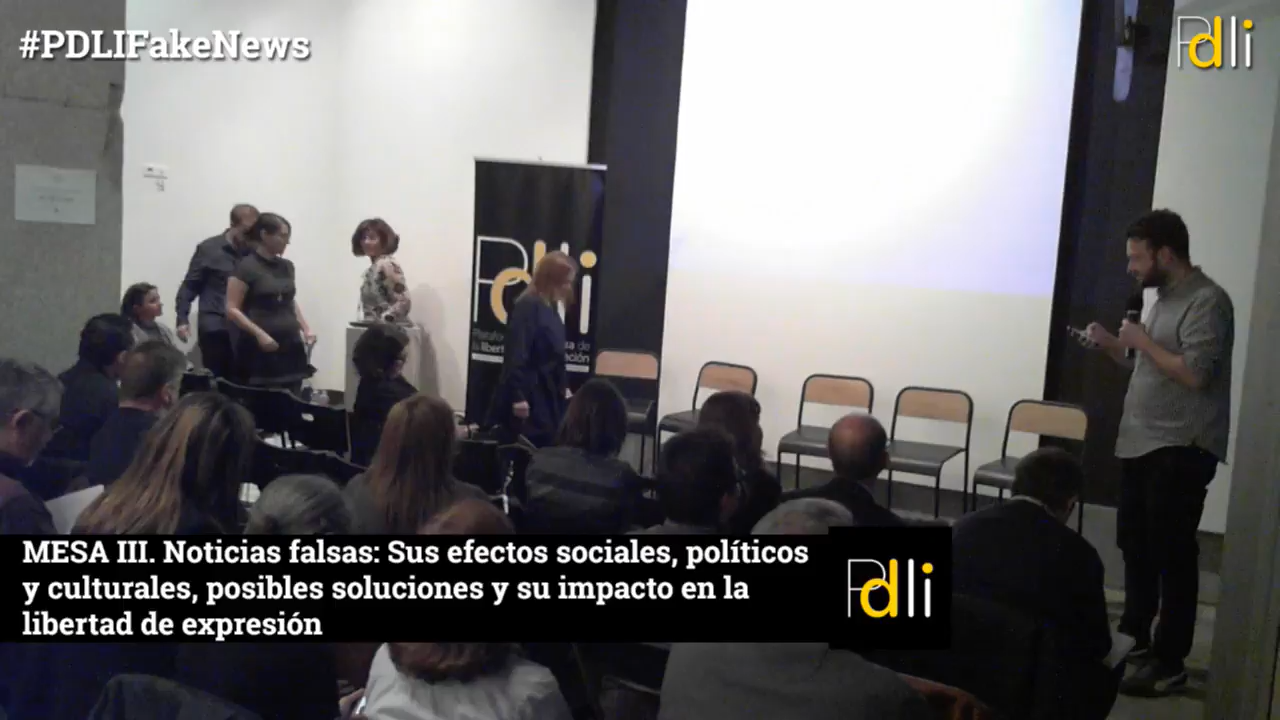 #PDLIFakeNews
Pdli
Pdli
MESA III. Noticias falsas: Sus efectos sociales, políticos
y culturales, posibles soluciones y su impacto en la
libertad de expresión
Pdli